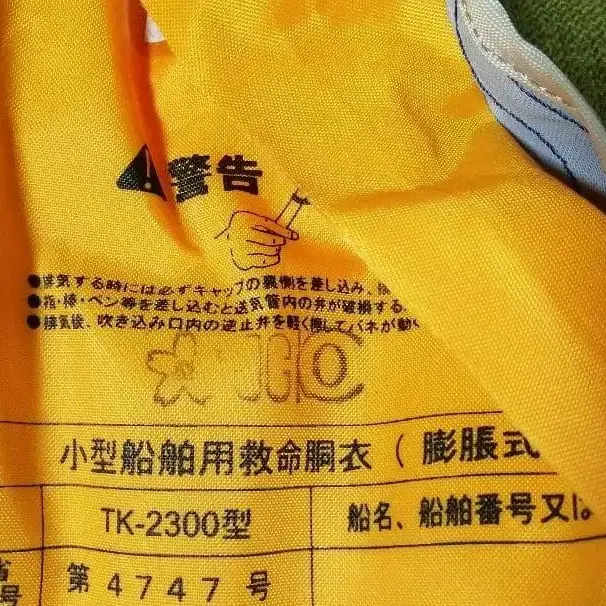 警告
●排気する時には必ずキャップの裏側を差し込み、
●指・棒・ペン等を差し込むと送気管内の弁が破損する
●排気後、吹き込み口内の逆止弁を軽く押してバネが動
小型船舶用救命胴衣（膨脹式
TK-2300型
船名、船舶番号又は
省
号
第4747号